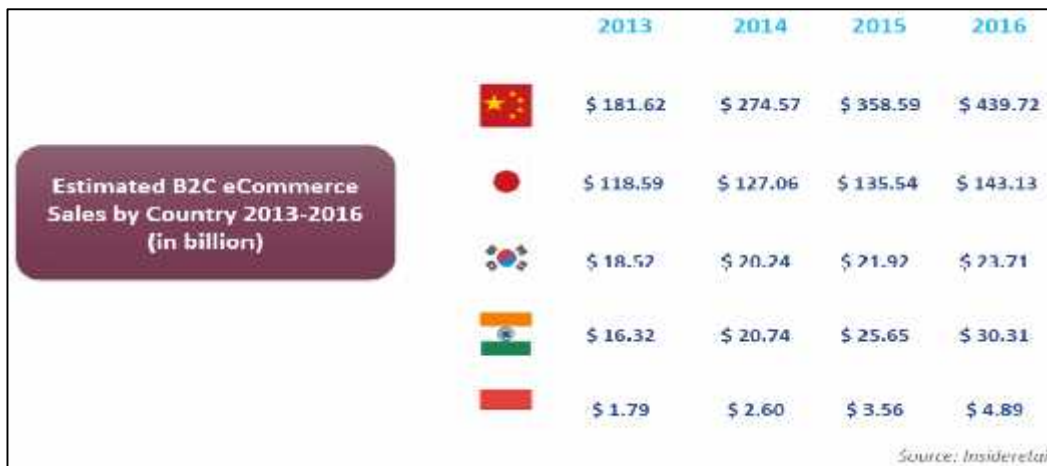 2013 2014 2015 2016
$ 181.62 $ 274.57 $ 358.59 $ 439.72
Estimated B2C eCommerce
Sales by Country 2013-2016
(in billion)
$ 118.59 $ 127.06 $ 135.54 $ 143.13
$ 18.52 $ 20.24 $ 21.92 $ 23.71
$ 16.32 $ 20.74 $ 25.65 $ 30.31
$ 1.79 $ 2.60 $ 3.56 $ 4.89
Source: Insideretai